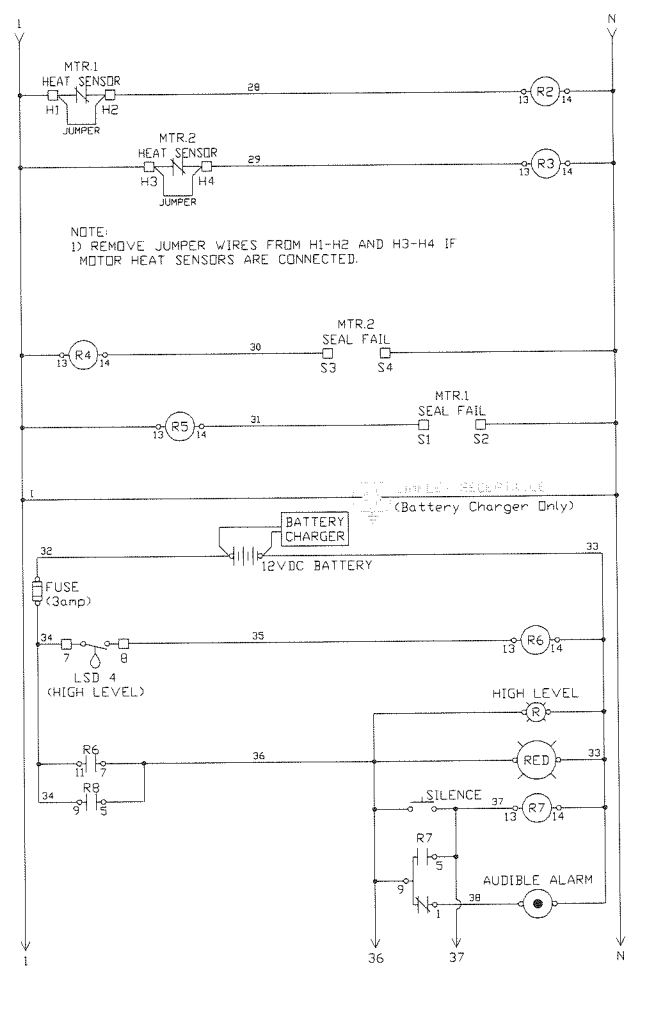 1 N
MTR.1
HEAT SENSOR
28
R2
H1 H2 13 14
JUMPER
MTR.2
HEAT SENSOR
29
R3
H3 H4 13 14
JUMPER
NOTE:
1) REMOVE JUMPER WIRES FROM H1-H2 AND H3-H4 IF
MOTOR HEAT SENSORS ARE CONNECTED.
MTR.2
30 SEAL FAIL
R4
13 14 S3 S4
MTR.1
31 SEAL FAIL
R5
13 14 S1 S2
1
RECEPTACLE
(Battery Charger Only)
BATTERY
CHARGER
32 33
12VDC BATTERY
FUSE
(3amp)
34 35
R6
7 8 13 14
LSD 4
(HIGH LEVEL)
HIGH LEVEL
R
R6 36 33
RED
11 7
34 R8
9 5
SILENCE 37
R7
13 14
R7
5
9
AUDIBLE ALARM
1 38
1 36 37 N